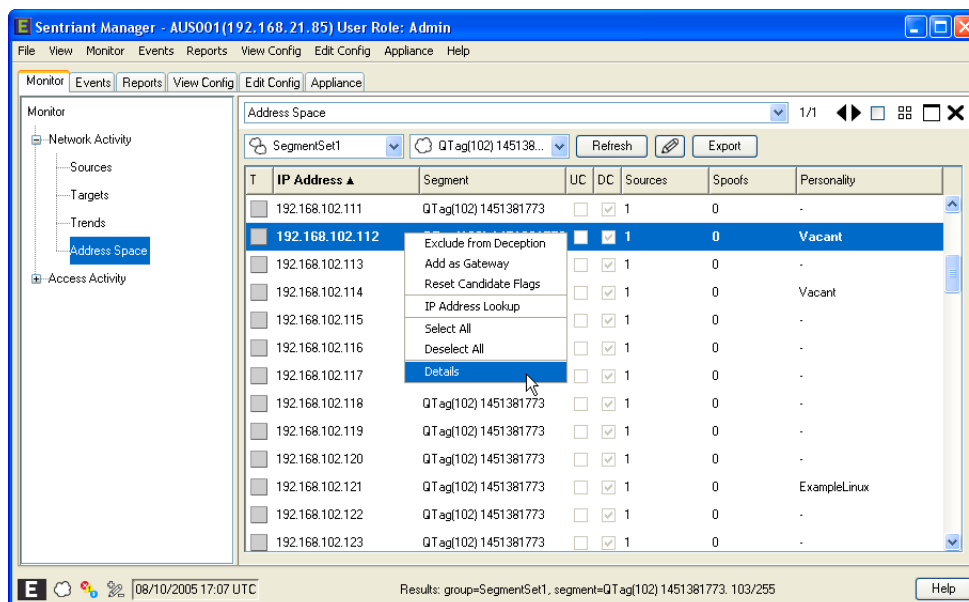 E Sentriant Manager - AUS001(192.168.21.85) User Role: Admin
File View Monitor Events Reports View Config Edit Config Appliance Help
Monitor Events Reports View Config Edit Config Appliance
Monitor
Network Activity
Sources
Targets
Trends
Address Space
Access Activity
Address Space 1/1
SegmentSet1 QTag(102) 145138... Refresh Export
T IP Address Segment UC DC Sources Spoofs Personality
192.168.102.111 QTag(102) 1451381773 1 0 -
192.168.102.112 1 0 Vacant
192.168.102.113 1 0 -
192.168.102.114 1 0 Vacant
192.168.102.115 1 0 -
192.168.102.116 1 0 -
192.168.102.117 1 0 -
192.168.102.118 QTag(102) 1451381773 1 0 -
192.168.102.119 QTag(102) 1451381773 1 0 -
192.168.102.120 QTag(102) 1451381773 1 0 -
192.168.102.121 QTag(102) 1451381773 1 0 ExampleLinux
192.168.102.122 QTag(102) 1451381773 1 0 -
192.168.102.123 QTag(102) 1451381773 1 0 -
Exclude from Deception
Add as Gateway
Reset Candidate Flags
IP Address Lookup
Select All
Deselect All
Details
E 08/10/2005 17:07 UTC Results: group=SegmentSet1, segment=QTag(102) 1451381773. 103/255 Help